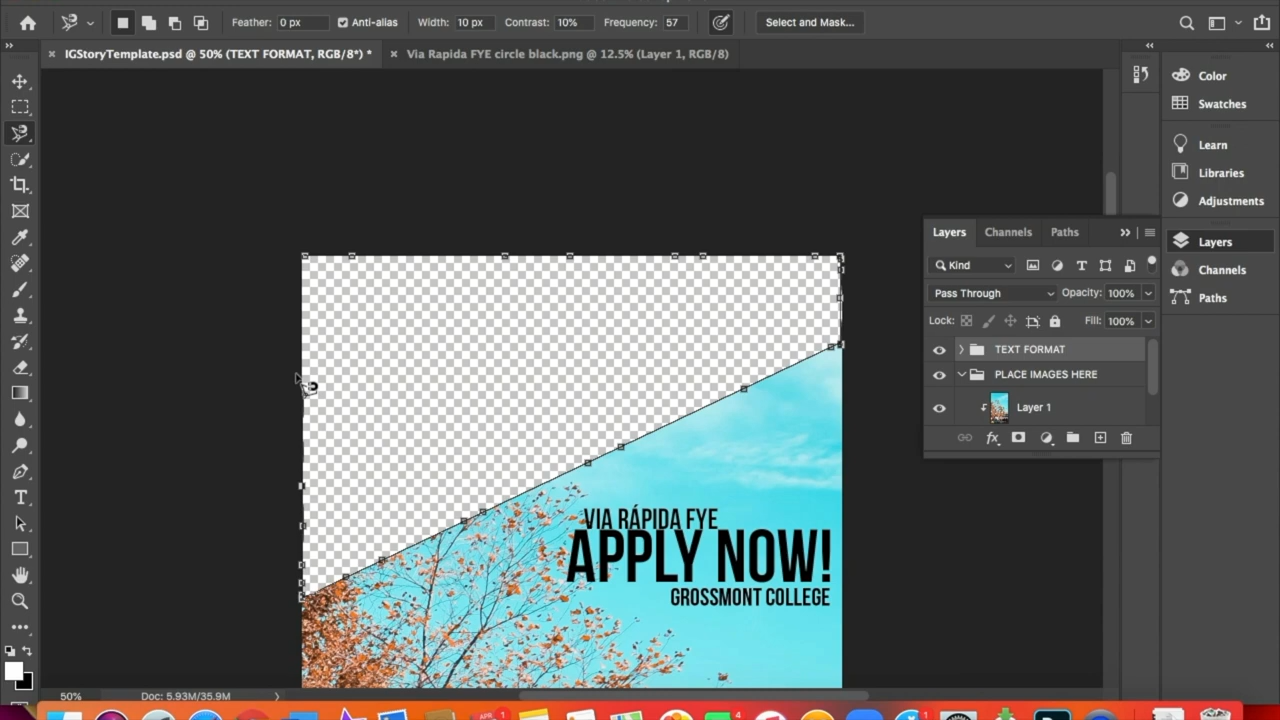 Feather: 0 px Anti-alias Width: 10 px Contrast: 10% Frequency: 57 Select and Mask...
IGStoryTemplate.psd @ 50% (TEXT FORMAT, RGB/8*) * Via Rapida FYE circle black.png @ 12.5% (Layer 1, RGB/8)
Color
Swatches
Learn
Libraries
Adjustments
Layers
Channels
Paths
Layers Channels Paths
Kind
Pass Through Opacity: 100%
Lock: Fill: 100%
TEXT FORMAT
PLACE IMAGES HERE
Layer 1
VIA RÁPIDA FYE
APPLY NOW!
GROSSMONT COLLEGE
50% Doc: 5.93M/35.9M